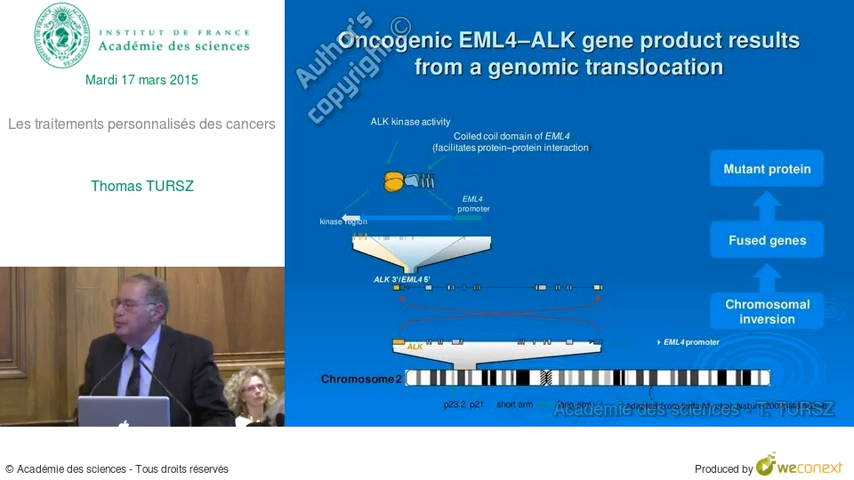 INSTITUT DE FRANCE
Académie des sciences
Mardi 17 mars 2015
Les traitements personnalisés des cancers
Thomas TURSZ
Author's
copyright ©
Oncogenic EML4–ALK gene product results
from a genomic translocation
ALK kinase activity
Coiled coil domain of EML4
(facilitates protein–protein interaction
EML4
promoter
kinase region
ALK 3'/EML4 5'
ALK
EML4 promoter
Chromosome 2
p23.2 p21
short arm
Mutant protein
Fused genes
Chromosomal
inversion
Académie des sciences - T. TURSZ
© Académie des sciences - Tous droits réservés
Produced by weconext